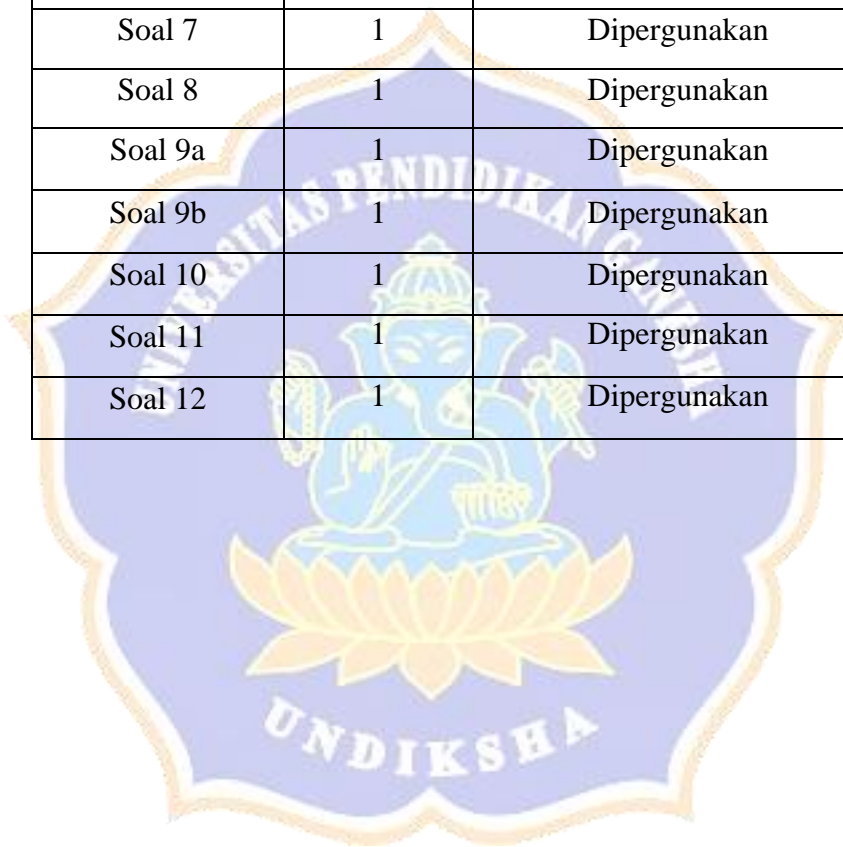 Soal 7 1 Dipergunakan
Soal 8 1 Dipergunakan
Soal 9a 1 Dipergunakan
Soal 9b 1 Dipergunakan
Soal 10 1 Dipergunakan
Soal 11 1 Dipergunakan
Soal 12 1 Dipergunakan
UNIVERSITAS PENDIDIKAN GANESHA
UNDIKSHA